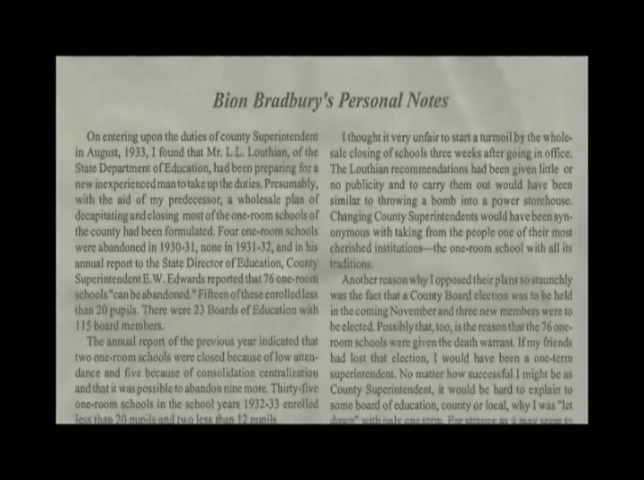 Bion Bradbury's Personal Notes
On entering upon the duties of county Superintendent
in August, 1933, I found that Mr. L.L. Louthian, of the
State Department of Education, had been preparing for a
new inexperienced man to take up the duties. Presumably,
with the aid of my predecessor, a wholesale plan of
decapitating and closing most of the one-room schools of
the county had been formulated. Four one-room schools
were abandoned in 1930-31, none in 1931-32, and in his
annual report to the State Director of Education, County
Superintendent E.W. Edwards reported that 76 one-room
schools "can be abandoned." Fifteen of these enrolled less
than 20 pupils. There were 23 Boards of Education with
115 board members.
The annual report of the previous year indicated that
two one-room schools were closed because of low atten-
dance and five because of consolidation centralization
and that it was possible to abandon nine more. Thirty-five
one-room schools in the school years 1932-33 enrolled
less than 20 pupils and two less than 12 pupils.
I thought it very unfair to start a turmoil by the whole-
sale closing of schools three weeks after going in office.
The Louthian recommendations had been given little or
no publicity and to carry them out would have been
similar to throwing a bomb into a power storehouse.
Changing County Superintendents would have been syn-
onymous with taking from the people one of their most
cherished institutions—the one-room school with all its
traditions.
Another reason why I opposed their plans so staunchly
was the fact that a County Board election was to be held
in the coming November and three new members were to
be elected. Possibly that, too, is the reason that the 76 one-
room schools were given the death warrant. If my friends
had lost that election, I would have been a one-term
superintendent. No matter how successful I might be as
County Superintendent, it would be hard to explain to
some board of education, county or local, why I was "let
down" with only one term. For strange as it may seem to